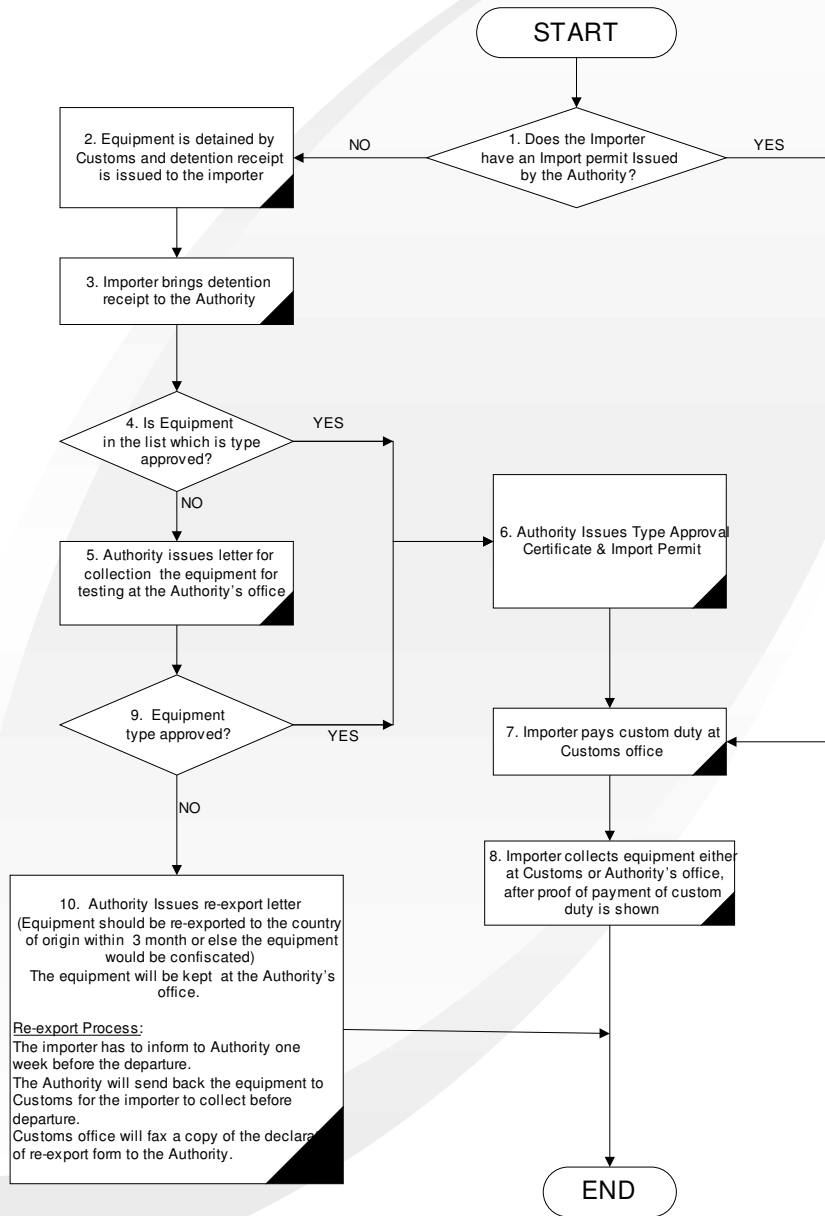 START
1. Does the Importer
have an Import permit Issued
by the Authority?
YES
NO
2. Equipment is detained by
Customs and detention receipt
is issued to the importer
3. Importer brings detention
receipt to the Authority
4. Is Equipment
in the list which is type
approved?
YES
NO
5. Authority issues letter for
collection the equipment for
testing at the Authority's office
6. Authority Issues Type Approval
Certificate & Import Permit
9. Equipment
type approved?
YES
NO
7. Importer pays custom duty at
Customs office
8. Importer collects equipment either
at Customs or Authority's office,
after proof of payment of custom
duty is shown
10. Authority Issues re-export letter
(Equipment should be re-exported to the country
of origin within 3 month or else the equipment
would be confiscated)
The equipment will be kept at the Authority's
office.
Re-export Process:
The importer has to inform to Authority one
week before the departure.
The Authority will send back the equipment to
Customs for the importer to collect before
departure.
Customs office will fax a copy of the
of re-export form to the Authority.
END